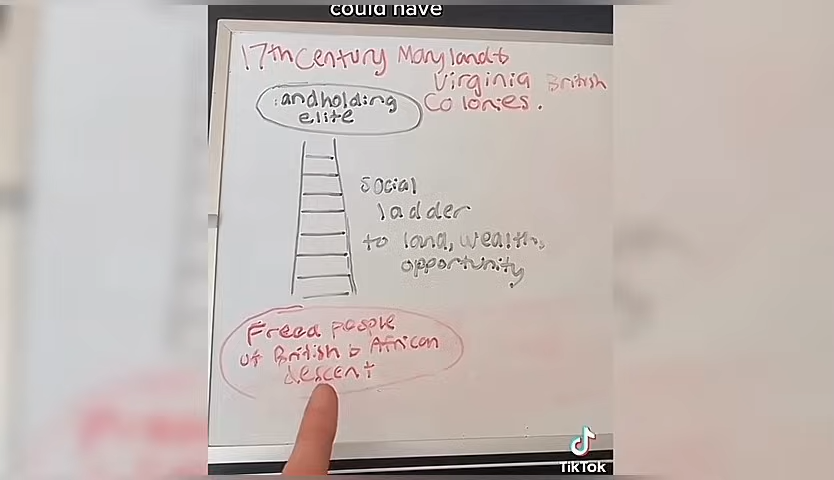 could have
17th Century Maryland &
Virginia British
Colonies.
landholding
elite
social
ladder
to land, wealth,
opportunity
Freed people
of British & African
descent
TikTok